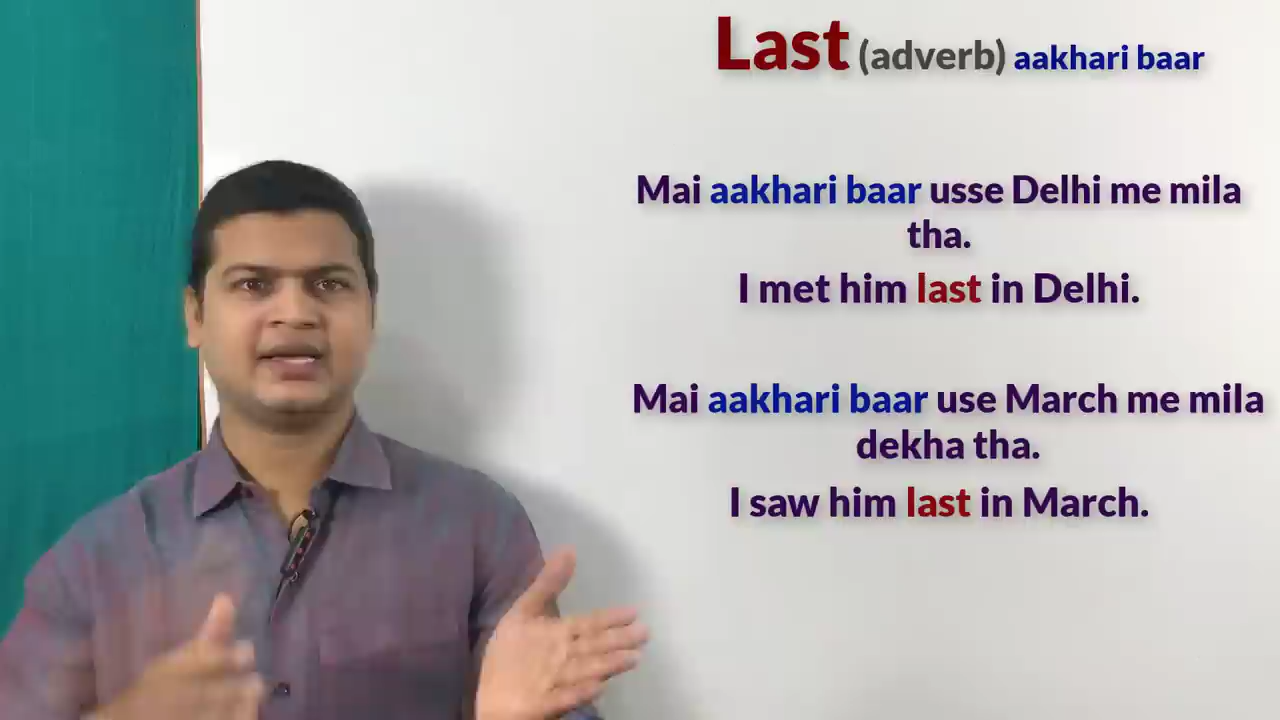 Last (adverb) aakhari baar
Mai aakhari baar usse Delhi me mila
tha.
I met him last in Delhi.
Mai aakhari baar use March me mila
dekha tha.
I saw him last in March.